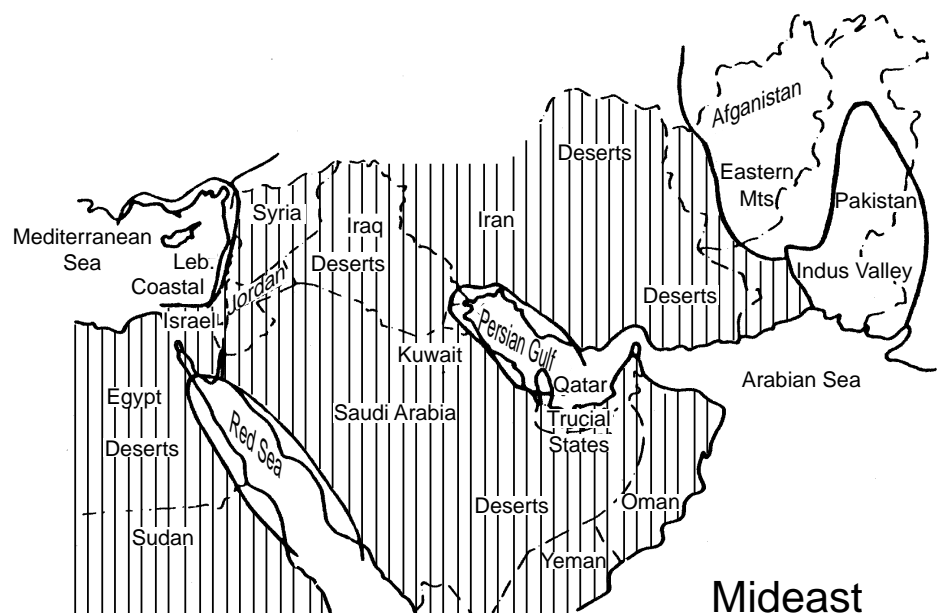 Afganistan
Deserts
Eastern
Mts.
Pakistan
Syria
Iraq
Iran
Mediterranean
Sea
Leb.
Coastal
Jordan
Deserts
Indus Valley
Deserts
Israel
Persian Gulf
Kuwait
Arabian Sea
Egypt
Qatar
Saudi Arabia
Trucial
States
Red Sea
Deserts
Deserts
Oman
Sudan
Yeman
Mideast